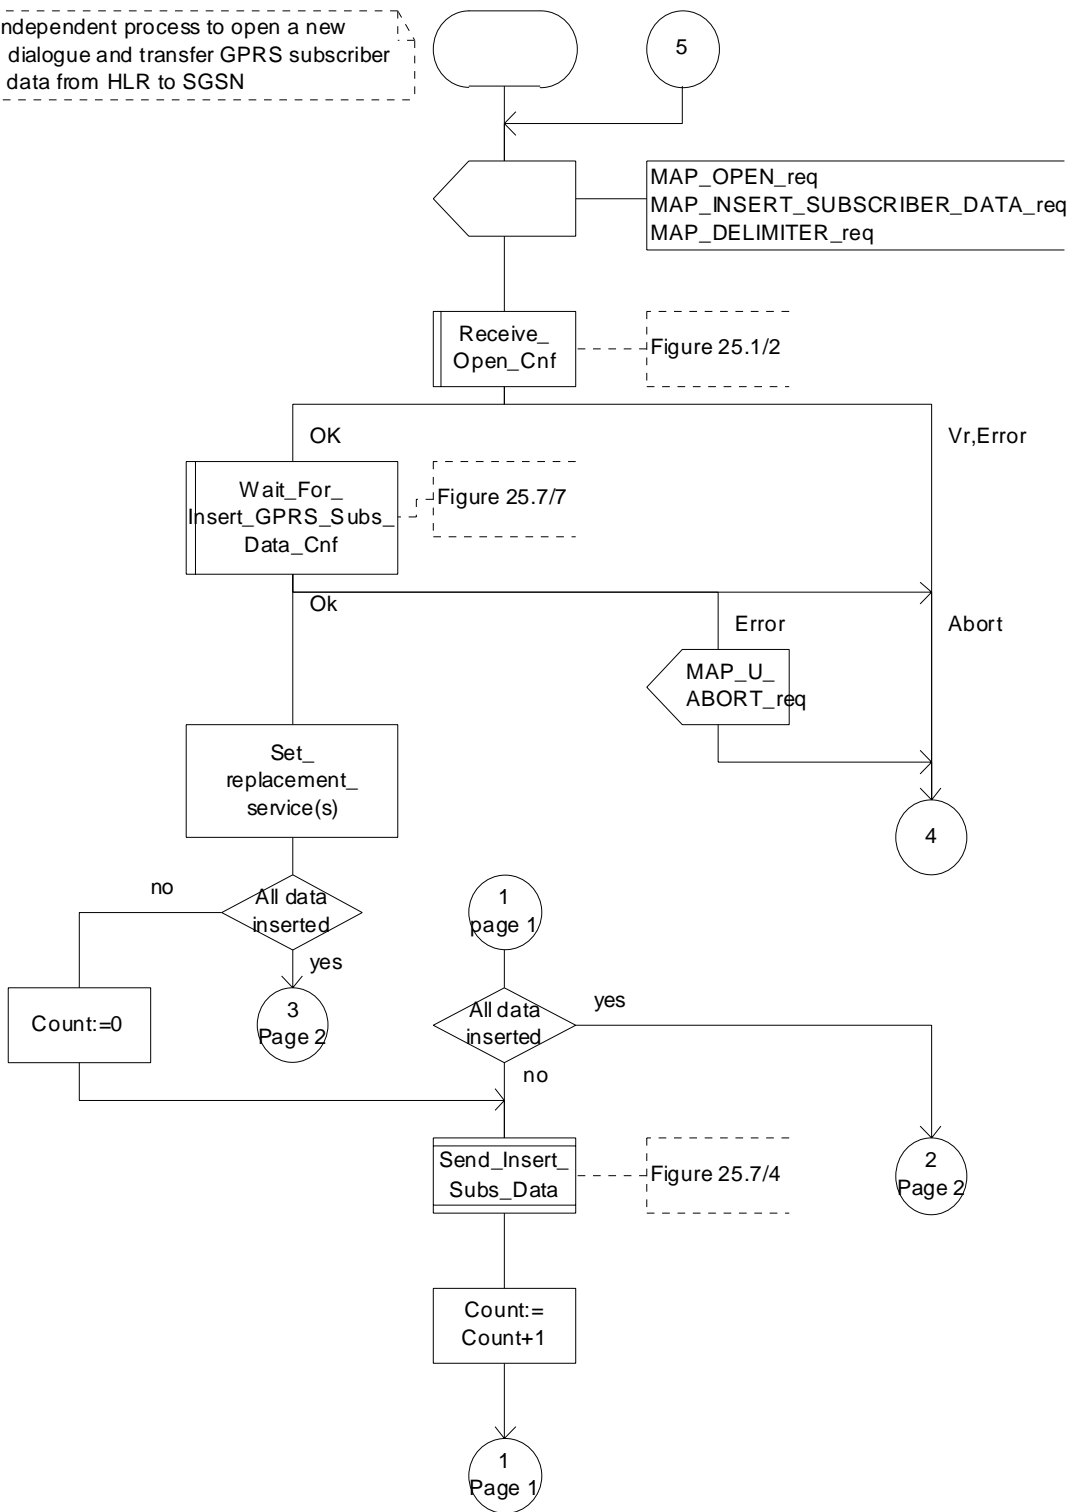 ndependent process to open a new
dialogue and transfer GPRS subscriber
data from HLR to SGSN
5
MAP_OPEN_req
MAP_INSERT_SUBSCRIBER_DATA_req
MAP_DELIMITER_req
Receive_
Open_Cnf
Figure 25.1/2
OK
Vr,Error
Wait_For_
Insert_GPRS_Subs_
Data_Cnf
Figure 25.7/7
Ok
Error
Abort
MAP_U_
ABORT_req
Set_
replacement_
service(s)
4
no
All data
inserted
yes
1
page 1
Count:=0
3
Page 2
All data
inserted
yes
no
Send_Insert_
Subs_Data
Figure 25.7/4
2
Page 2
Count:=
Count+1
1
Page 1